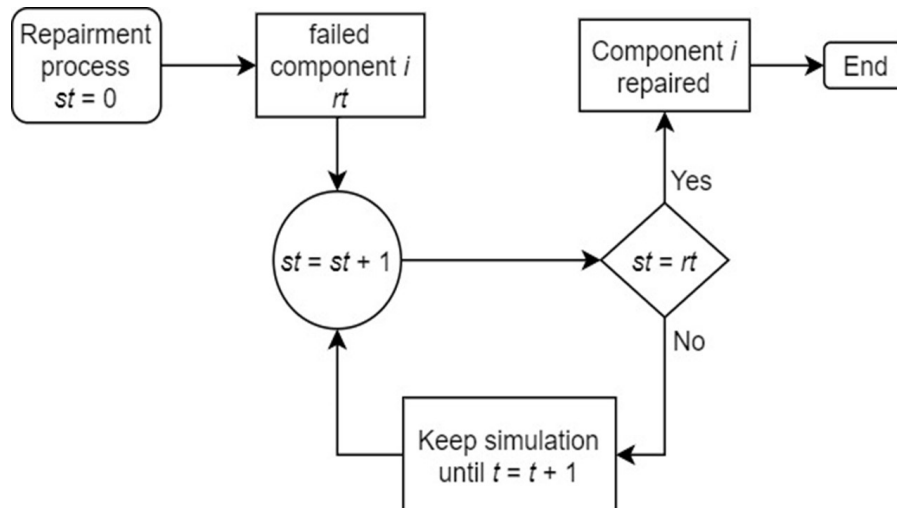 Repairment
process
st = 0
failed
component i
rt
Component i
repaired
End
Yes
st = st + 1
st = rt
No
Keep simulation
until t = t + 1